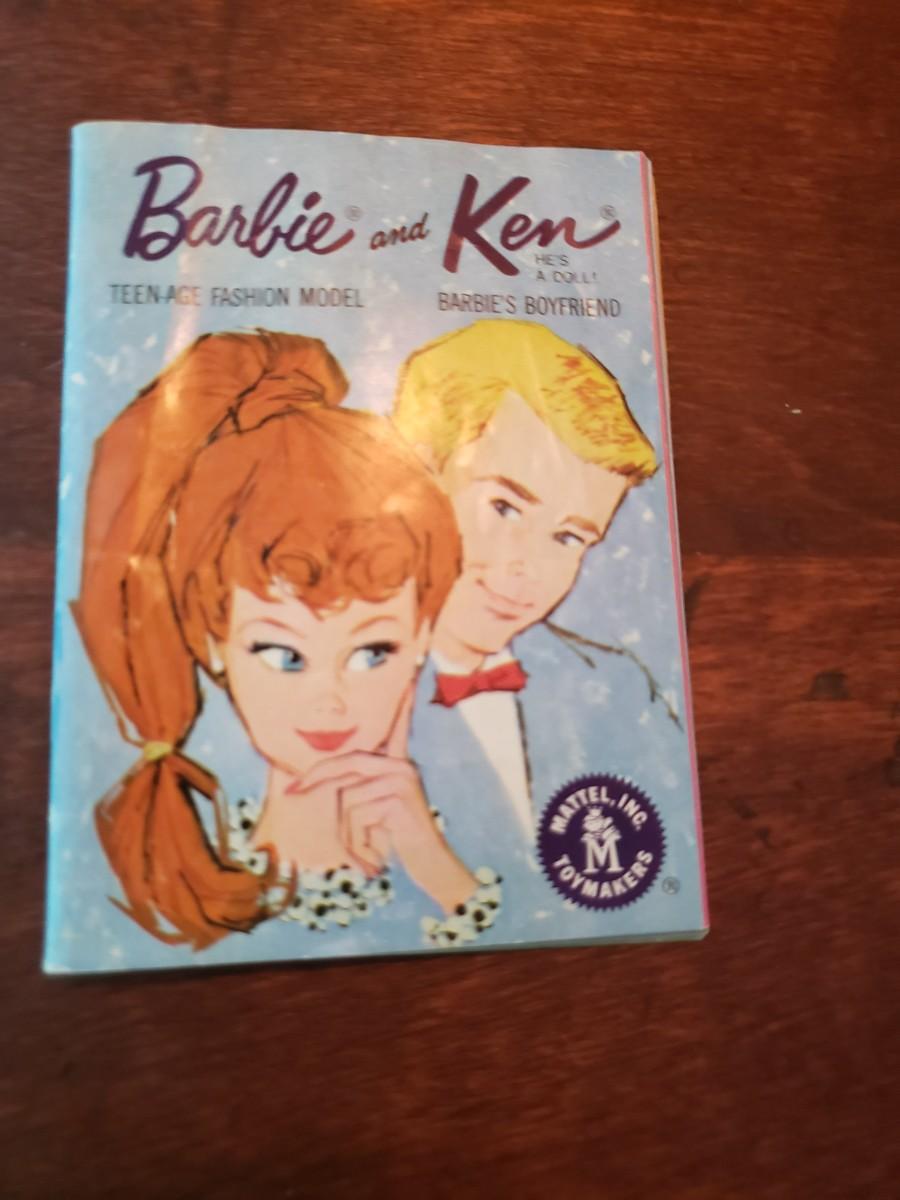 Barbie® and Ken®
HE'S
A DOLL!
TEEN-AGE FASHION MODEL
BARBIE'S BOYFRIEND
MATTEL, INC.
M
TOYMAKERS
®